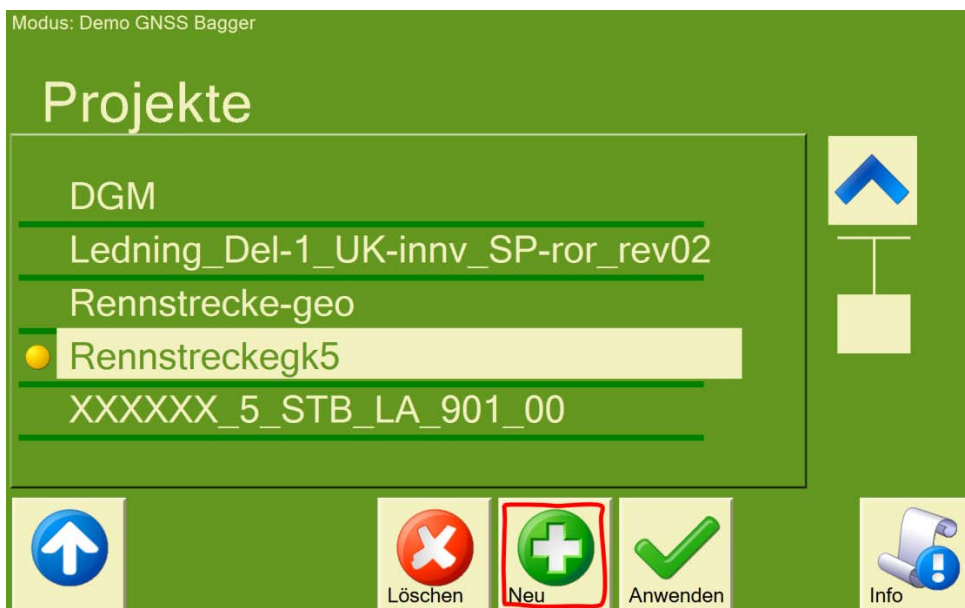 Modus: Demo GNSS Bagger
Projekte
DGM
Ledning_Del-1_UK-innv_SP-ror_rev02
Rennstrecke-geo
Rennstreckegk5
XXXXXX_5_STB_LA_901_00
Löschen
Neu
Anwenden
Info